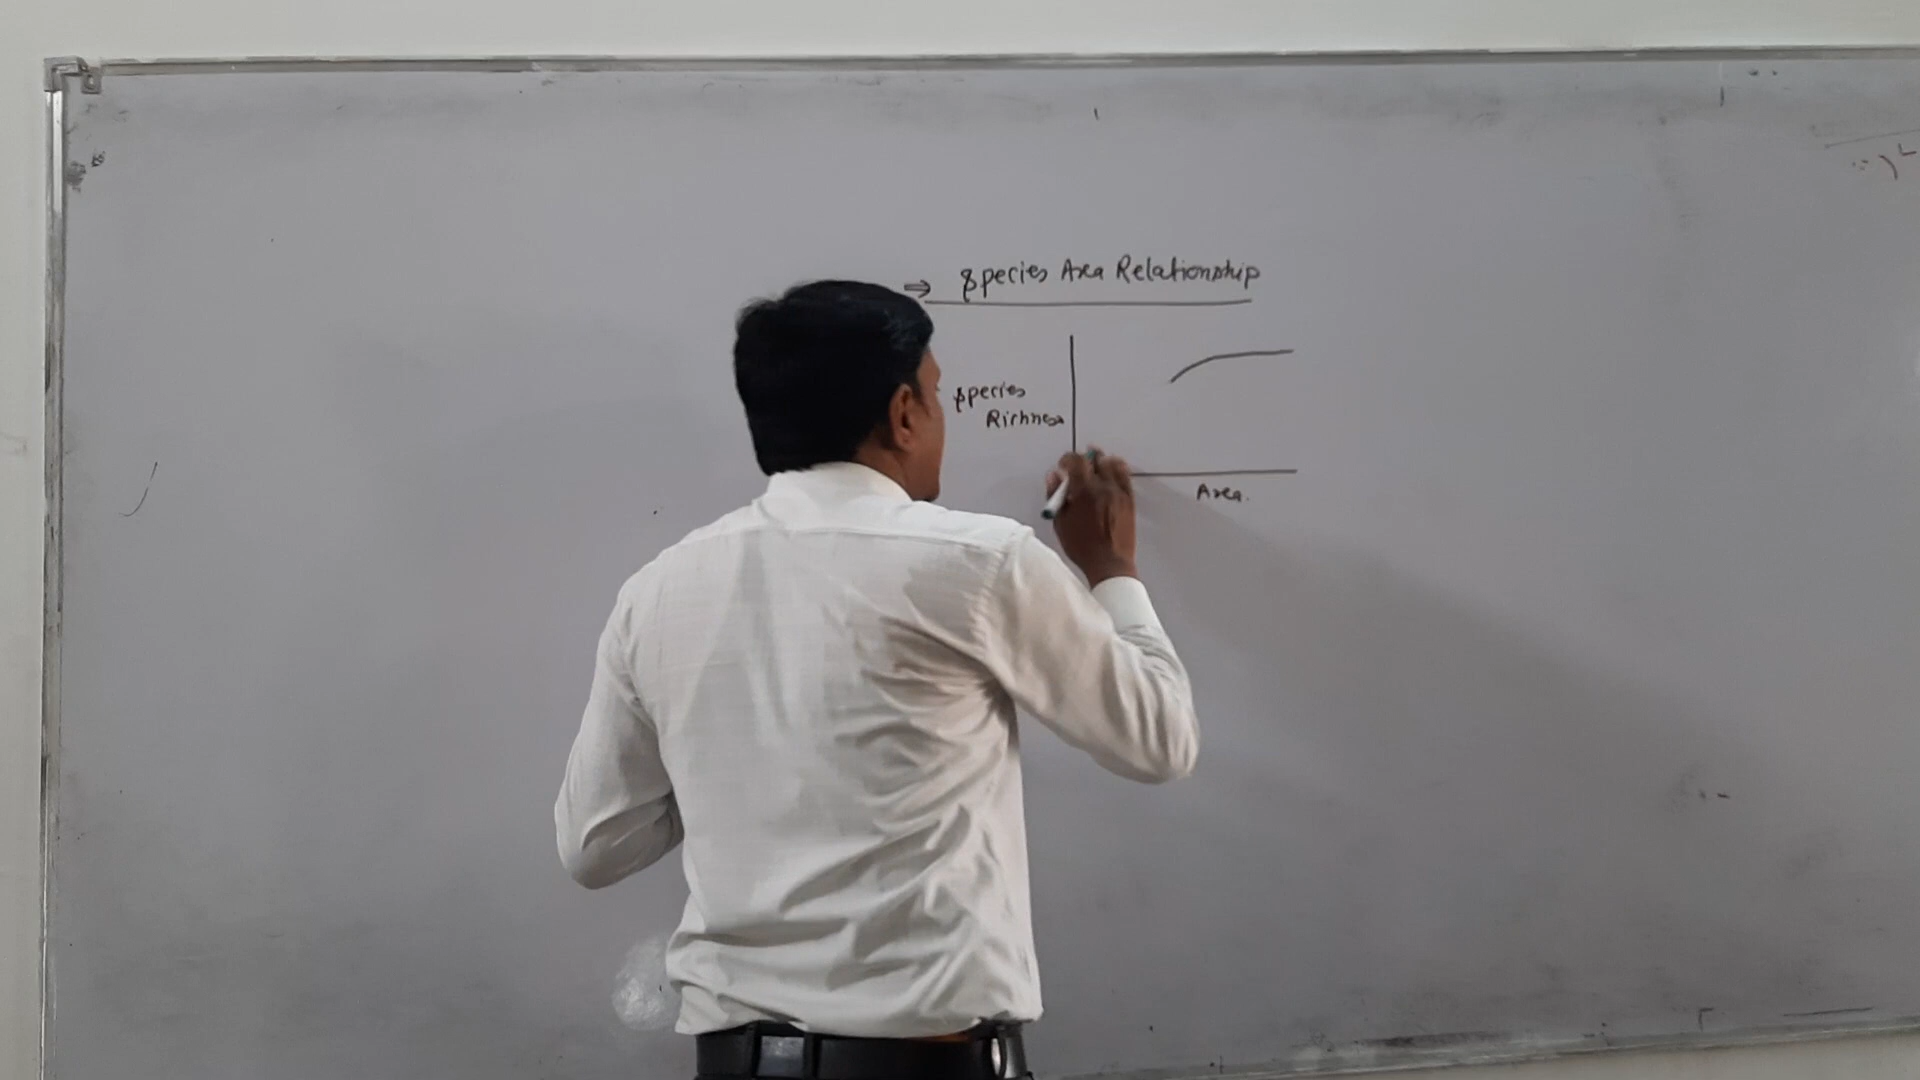 ⇒ Species Area Relationship
Species
Richness
Area.